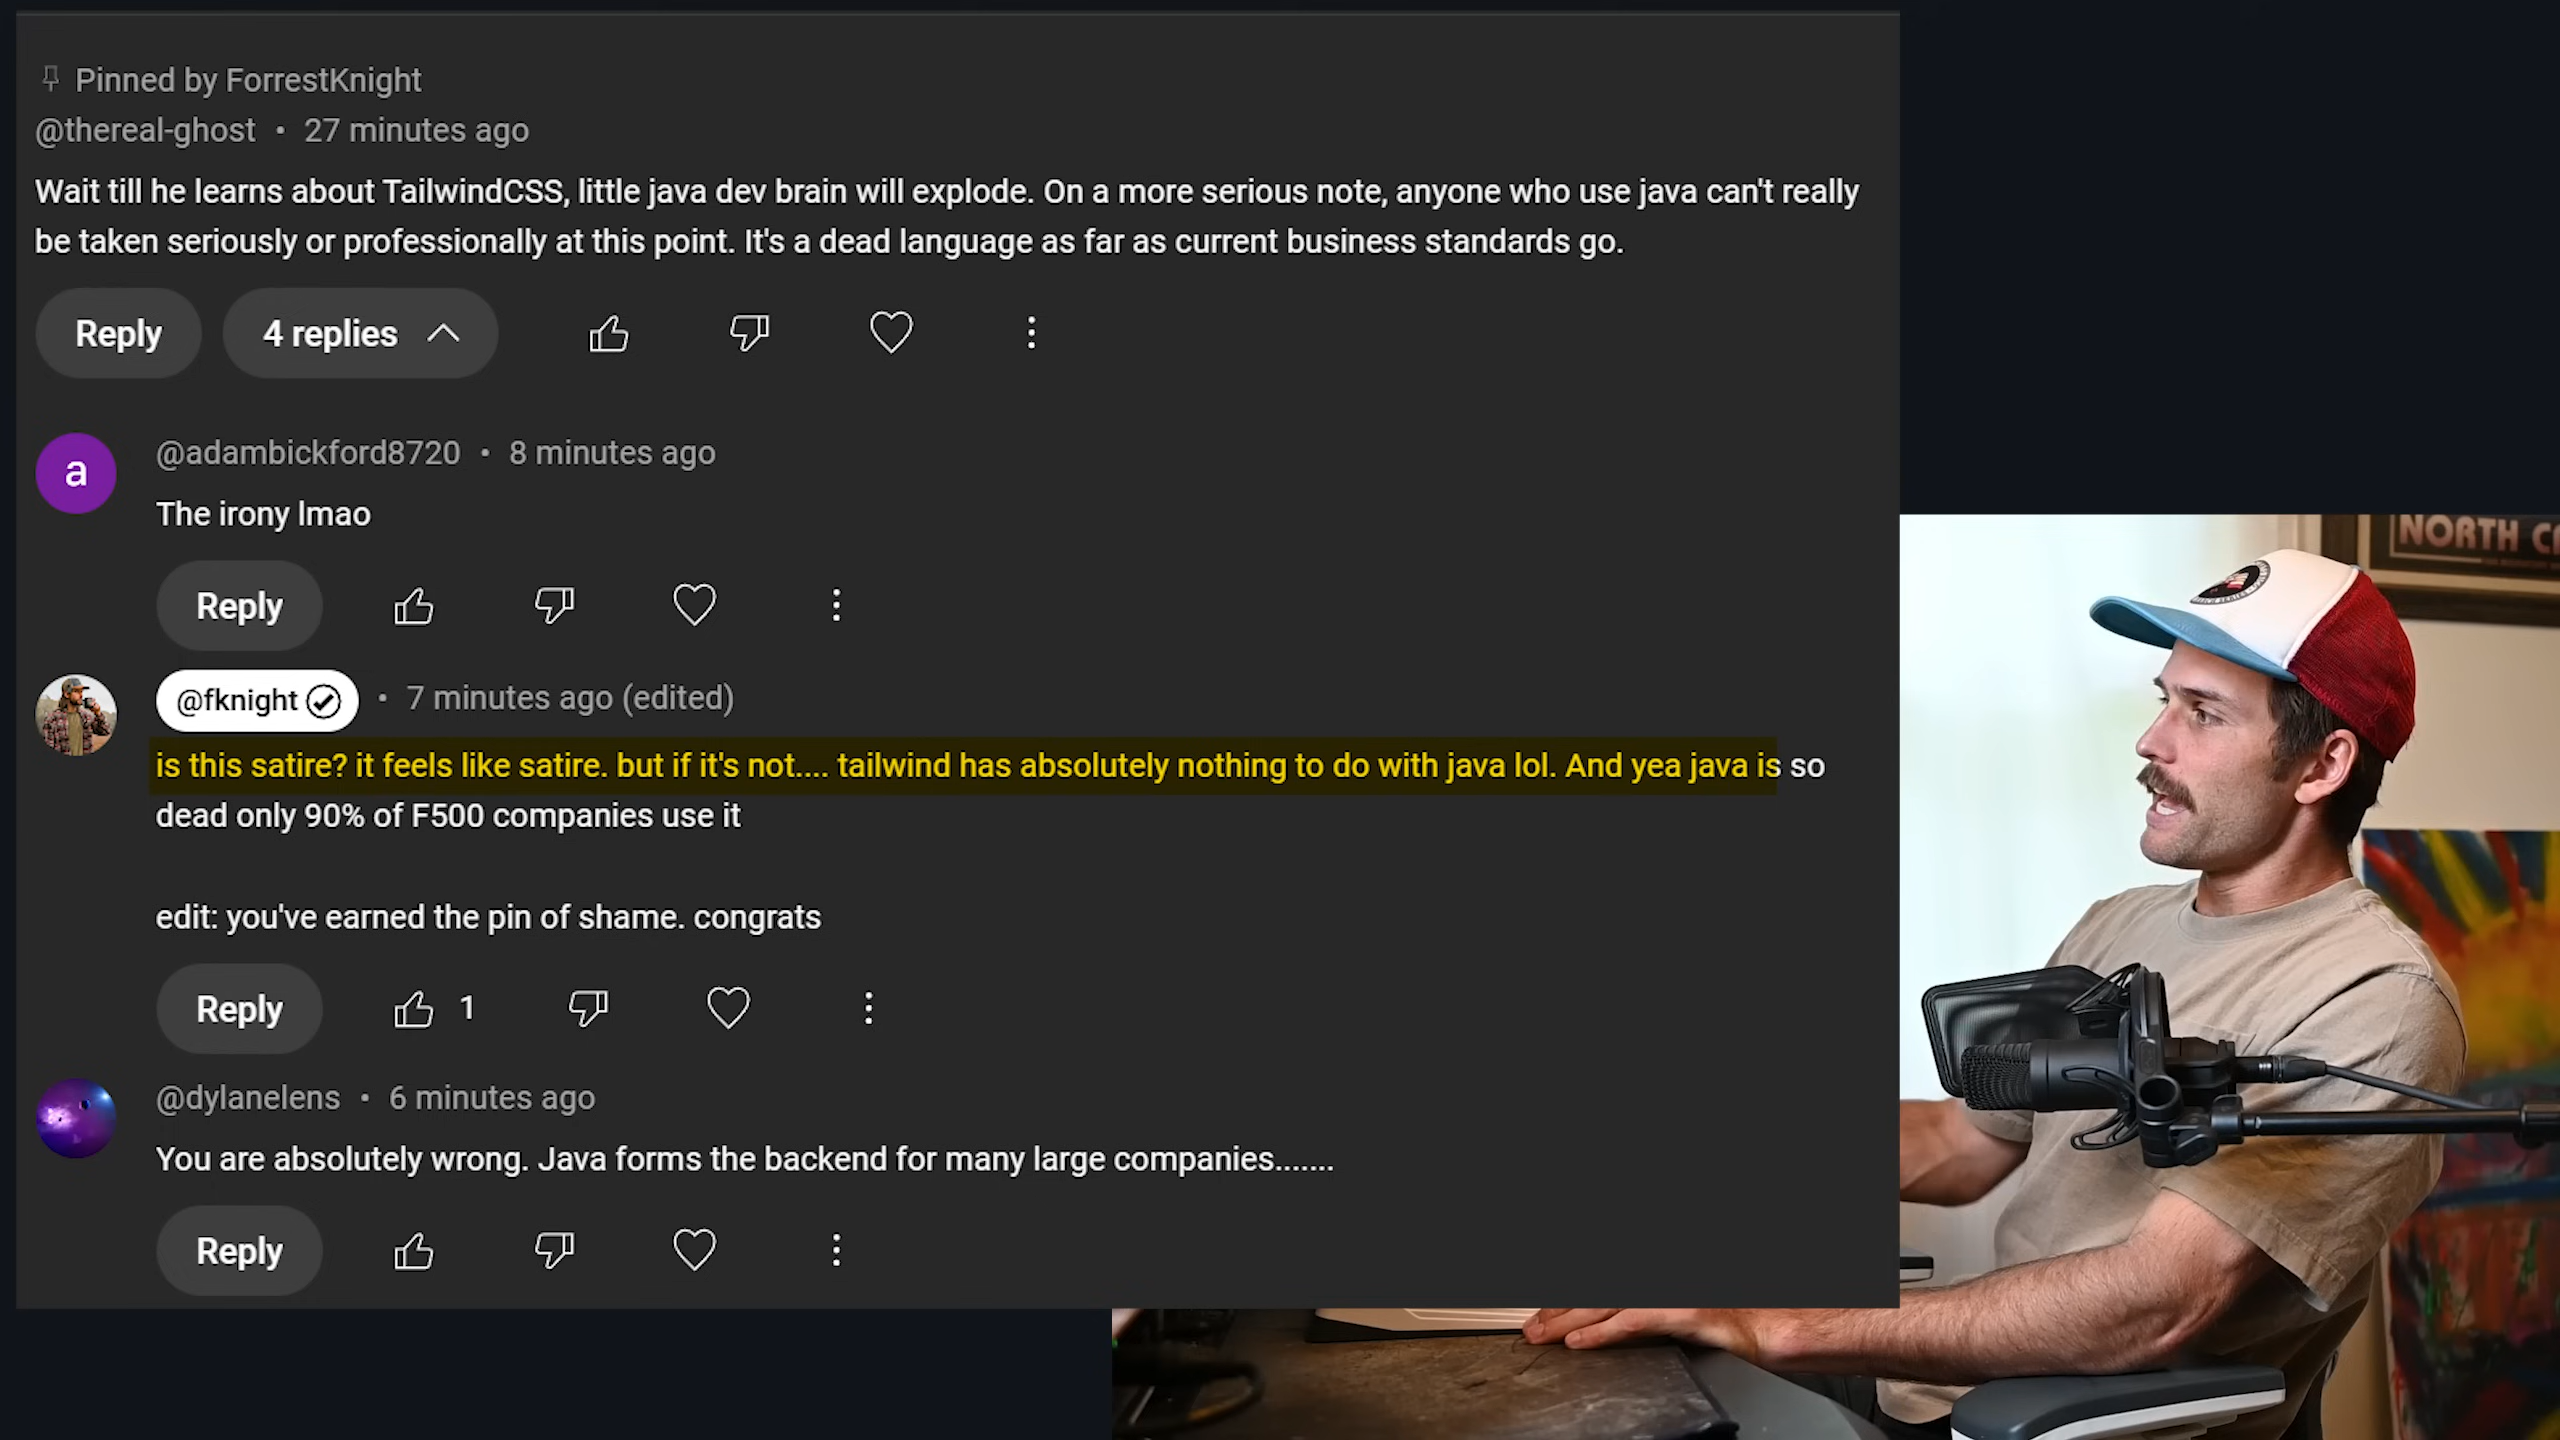 Pinned by ForrestKnight
@thereal-ghost • 27 minutes ago
Wait till he learns about TailwindCSS, little java dev brain will explode. On a more serious note, anyone who use java can't really
be taken seriously or professionally at this point. It's a dead language as far as current business standards go.
Reply 4 replies
a
@adambickford8720 • 8 minutes ago
The irony lmao
Reply
@fknight • 7 minutes ago (edited)
is this satire? it feels like satire. but if it's not.... tailwind has absolutely nothing to do with java lol. And yea java is so
dead only 90% of F500 companies use it
edit: you've earned the pin of shame. congrats
Reply 1
@dylanelens • 6 minutes ago
You are absolutely wrong. Java forms the backend for many large companies.......
Reply
NORTH